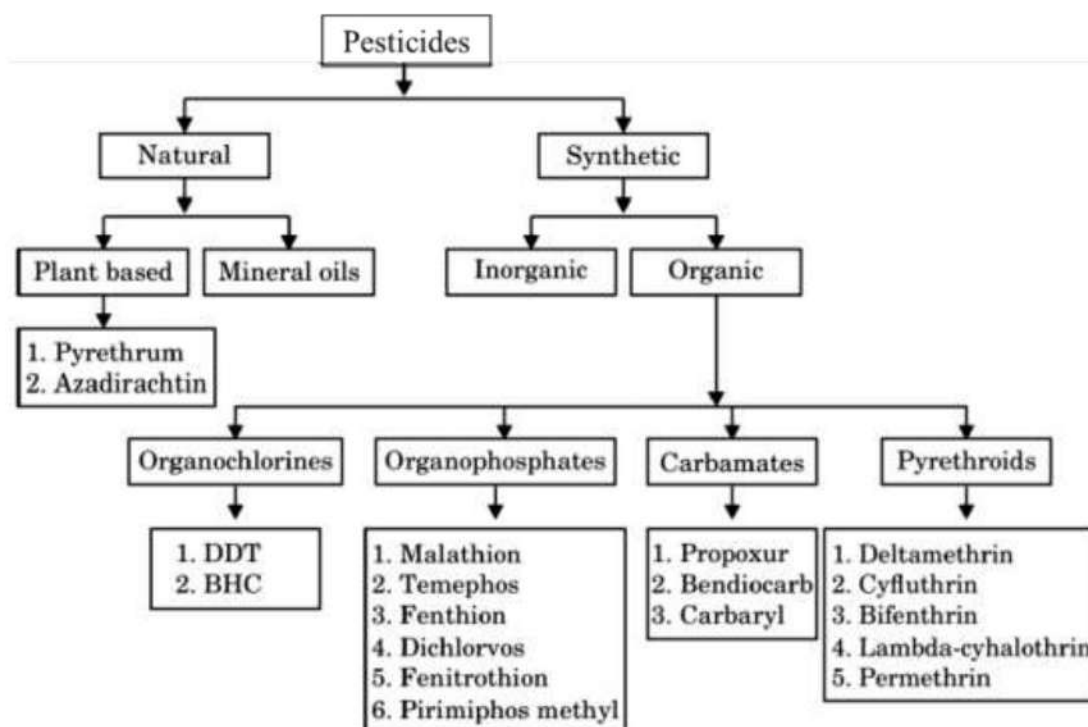 Pesticides
Natural
Synthetic
Plant based
Mineral oils
Inorganic
Organic
1. Pyrethrum
2. Azadirachtin
Organochlorines
Organophosphates
Carbamates
Pyrethroids
1. DDT
2. BHC
1. Malathion
2. Temephos
3. Fenthion
4. Dichlorvos
5. Fenitrothion
6. Pirimiphos methyl
1. Propoxur
2. Bendiocarb
3. Carbaryl
1. Deltamethrin
2. Cyfluthrin
3. Bifenthrin
4. Lambda-cyhalothrin
5. Permethrin